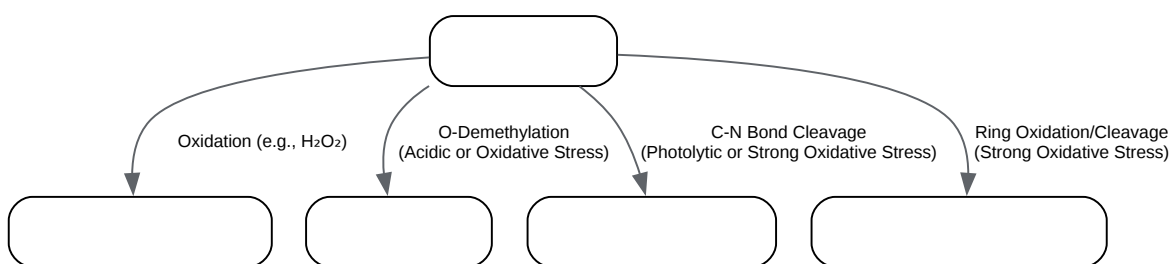 Oxidation (e.g., H₂O₂)
O-Demethylation
(Acidic or Oxidative Stress)
C-N Bond Cleavage
(Photolytic or Strong Oxidative Stress)
Ring Oxidation/Cleavage
(Strong Oxidative Stress)